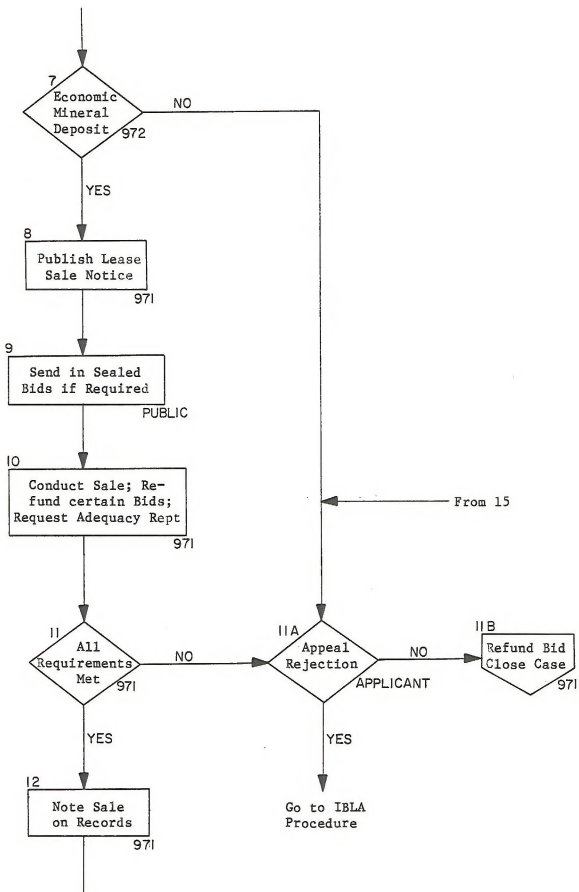 7
Economic
Mineral
Deposit
972
NO
YES
8
Publish Lease
Sale Notice
971
9
Send in Sealed
Bids if Required
PUBLIC
10
Conduct Sale; Re-
fund certain Bids;
Request Adequacy Rept
971
From 15
11
All
Requirements
Met
971
NO
YES
11A
Appeal
Rejection
APPLICANT
NO
YES
11B
Refund Bid
Close Case
971
Go to IBLA
Procedure
12
Note Sale
on Records
971